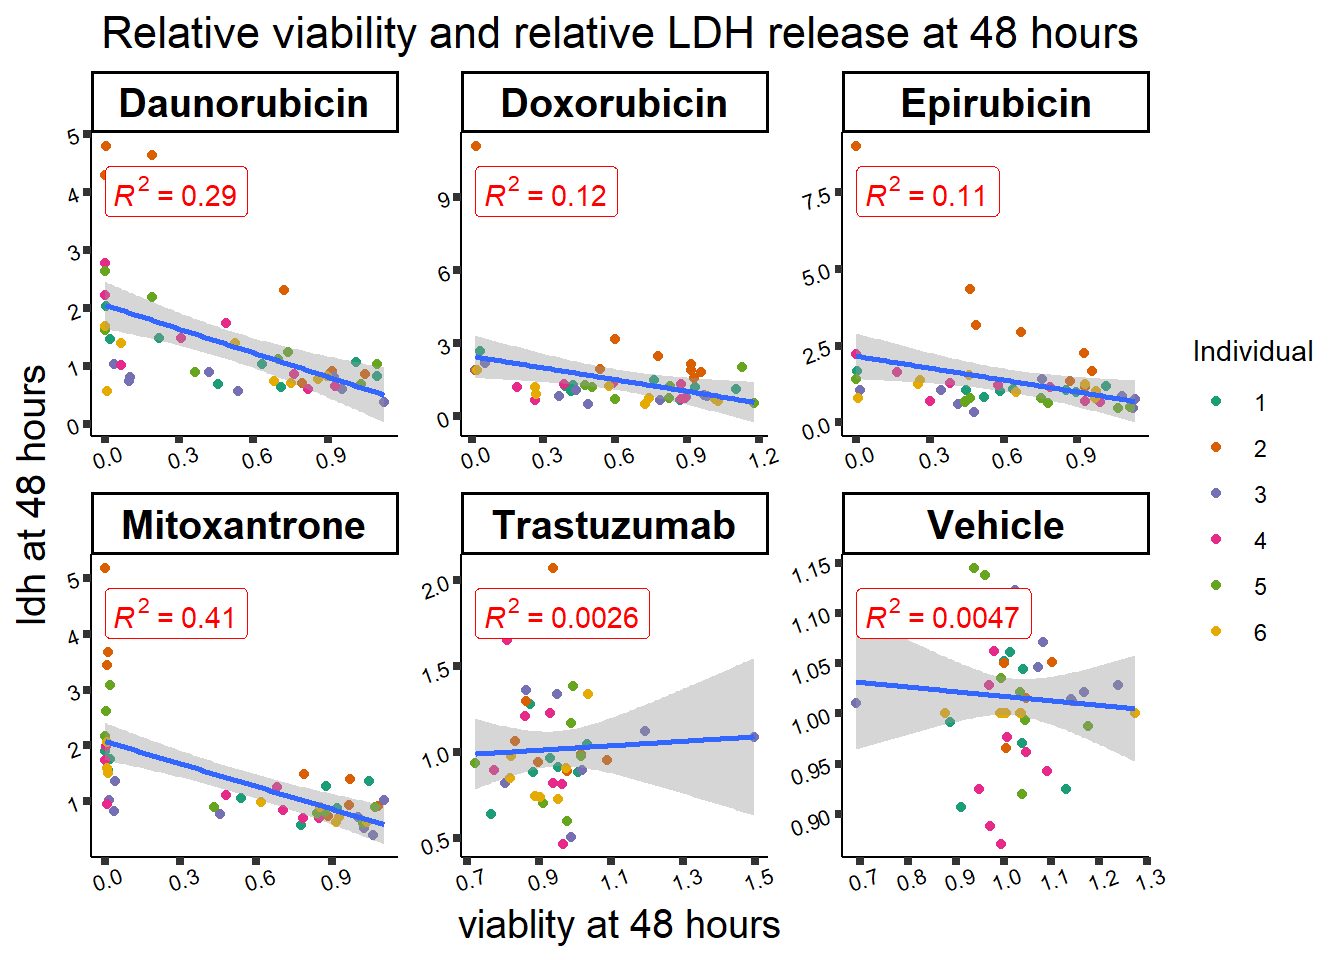 Relative viability and relative LDH release at 48 hours
Daunorubicin
Doxorubicin
Epirubicin
R² = 0.29
R² = 0.12
R² = 0.11
5
4
3
2
1
0
9
6
3
0
7.5
5.0
2.5
0.0
0.0 0.3 0.6 0.9
0.0 0.3 0.6 0.9 1.2
0.0 0.3 0.6 0.9
Mitoxantrone
Trastuzumab
Vehicle
R² = 0.41
R² = 0.0026
R² = 0.0047
5
4
3
2
1
2.0
1.5
1.0
0.5
1.15
1.10
1.05
1.00
0.95
0.90
0.0 0.3 0.6 0.9
0.7 0.9 1.1 1.3 1.5
0.7 0.8 0.9 1.0 1.1 1.2 1.3
ldh at 48 hours
viablity at 48 hours
Individual
1
2
3
4
5
6